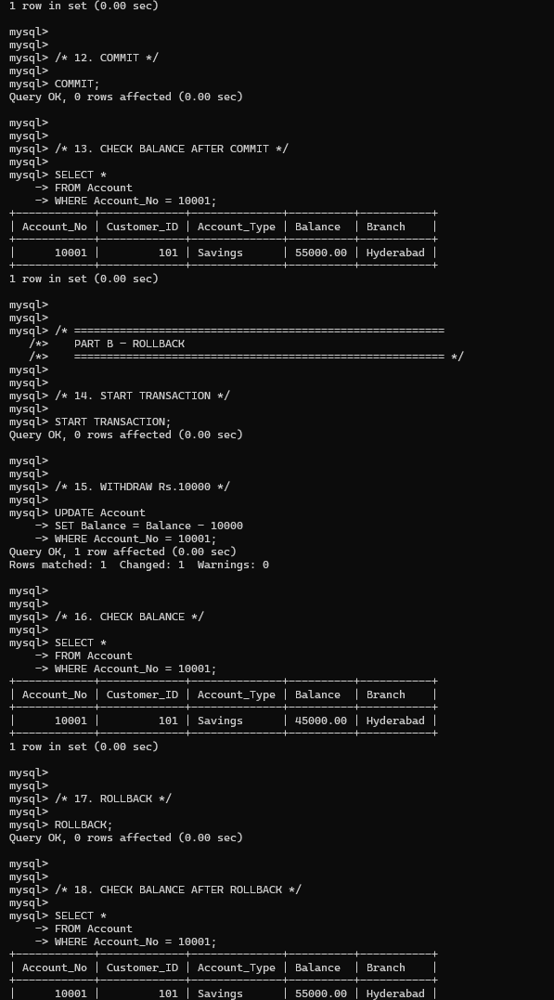 1 row in set (0.00 sec)
mysql>
mysql>
mysql> /* 12. COMMIT */
mysql>
mysql> COMMIT;
Query OK, 0 rows affected (0.00 sec)
mysql>
mysql>
mysql> /* 13. CHECK BALANCE AFTER COMMIT */
mysql>
mysql> SELECT *
    -> FROM Account
    -> WHERE Account_No = 10001;
+------------+-------------+--------------+----------+-----------+
| Account_No | Customer_ID | Account_Type | Balance  | Branch    |
+------------+-------------+--------------+----------+-----------+
|      10001 |         101 | Savings      | 55000.00 | Hyderabad |
+------------+-------------+--------------+----------+-----------+
1 row in set (0.00 sec)
mysql>
mysql>
mysql> /* =========================================================
   /*>    PART B - ROLLBACK
   /*>    ========================================================= */
mysql>
mysql>
mysql> /* 14. START TRANSACTION */
mysql>
mysql> START TRANSACTION;
Query OK, 0 rows affected (0.00 sec)
mysql>
mysql>
mysql> /* 15. WITHDRAW Rs.10000 */
mysql>
mysql> UPDATE Account
    -> SET Balance = Balance - 10000
    -> WHERE Account_No = 10001;
Query OK, 1 row affected (0.00 sec)
Rows matched: 1  Changed: 1  Warnings: 0
mysql>
mysql>
mysql> /* 16. CHECK BALANCE */
mysql>
mysql> SELECT *
    -> FROM Account
    -> WHERE Account_No = 10001;
+------------+-------------+--------------+----------+-----------+
| Account_No | Customer_ID | Account_Type | Balance  | Branch    |
+------------+-------------+--------------+----------+-----------+
|      10001 |         101 | Savings      | 45000.00 | Hyderabad |
+------------+-------------+--------------+----------+-----------+
1 row in set (0.00 sec)
mysql>
mysql>
mysql> /* 17. ROLLBACK */
mysql>
mysql> ROLLBACK;
Query OK, 0 rows affected (0.00 sec)
mysql>
mysql>
mysql> /* 18. CHECK BALANCE AFTER ROLLBACK */
mysql>
mysql> SELECT *
    -> FROM Account
    -> WHERE Account_No = 10001;
+------------+-------------+--------------+----------+-----------+
| Account_No | Customer_ID | Account_Type | Balance  | Branch    |
+------------+-------------+--------------+----------+-----------+
|      10001 |         101 | Savings      | 55000.00 | Hyderabad |